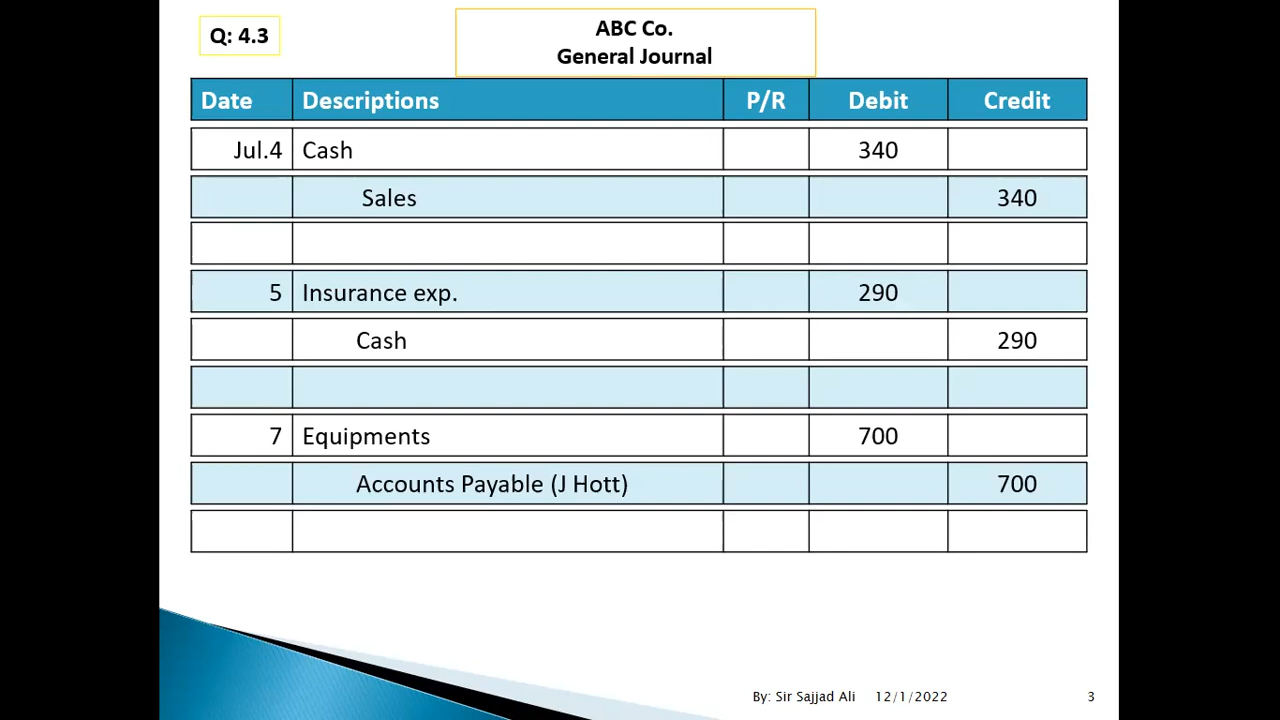 Q: 4.3
ABC Co.
General Journal
Date Descriptions P/R Debit Credit
Jul.4 Cash 340
Sales 340
5 Insurance exp. 290
Cash 290
7 Equipments 700
Accounts Payable (J Hott) 700
By: Sir Sajjad Ali 12/1/2022 3